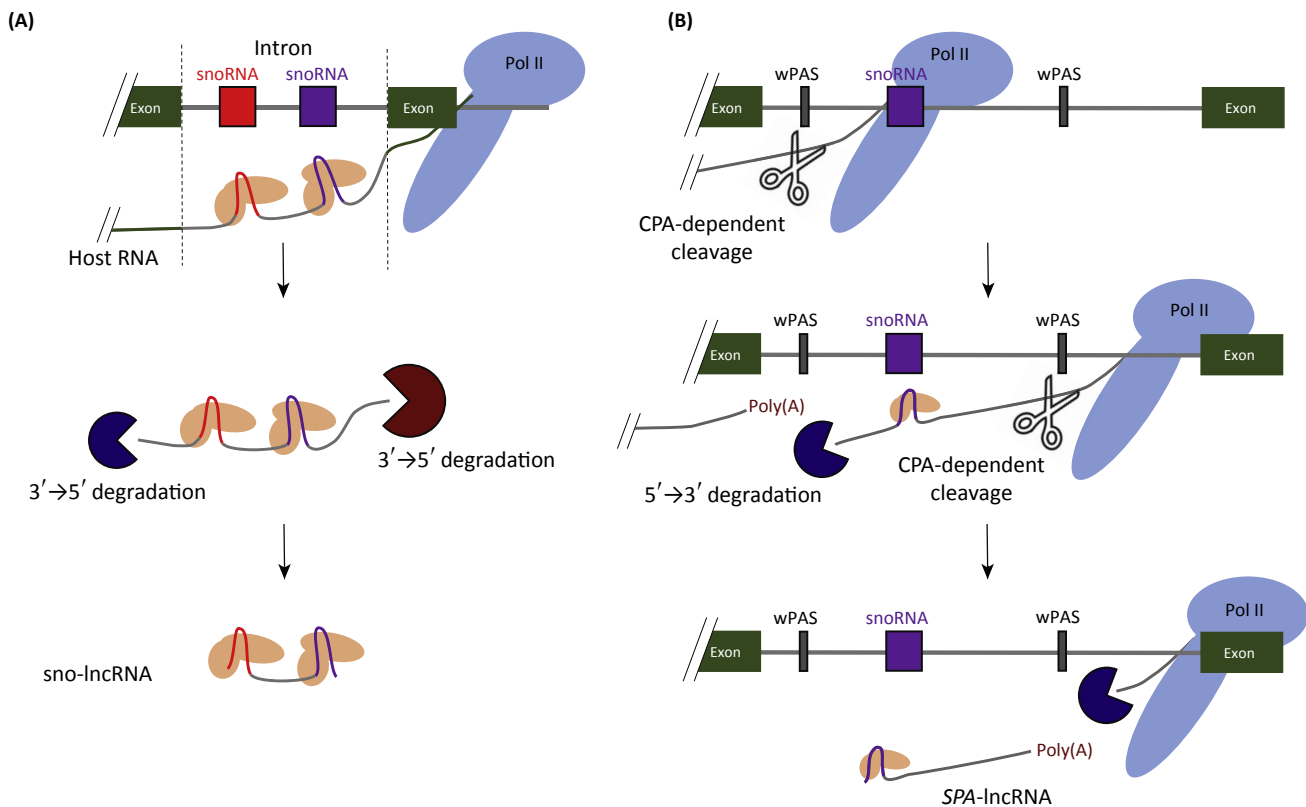 (A)
Intron
snoRNA snoRNA
Pol II
Exon
Exon
Host RNA
3′→5′ degradation
3′→5′ degradation
sno-lncRNA
(B)
wPAS
snoRNA
Pol II
wPAS
Exon
Exon
CPA-dependent
cleavage
wPAS
snoRNA
wPAS
Pol II
Exon
Exon
Poly(A)
5′→3′ degradation
CPA-dependent
cleavage
wPAS
snoRNA
wPAS
Pol II
Exon
Exon
Poly(A)
SPA-lncRNA